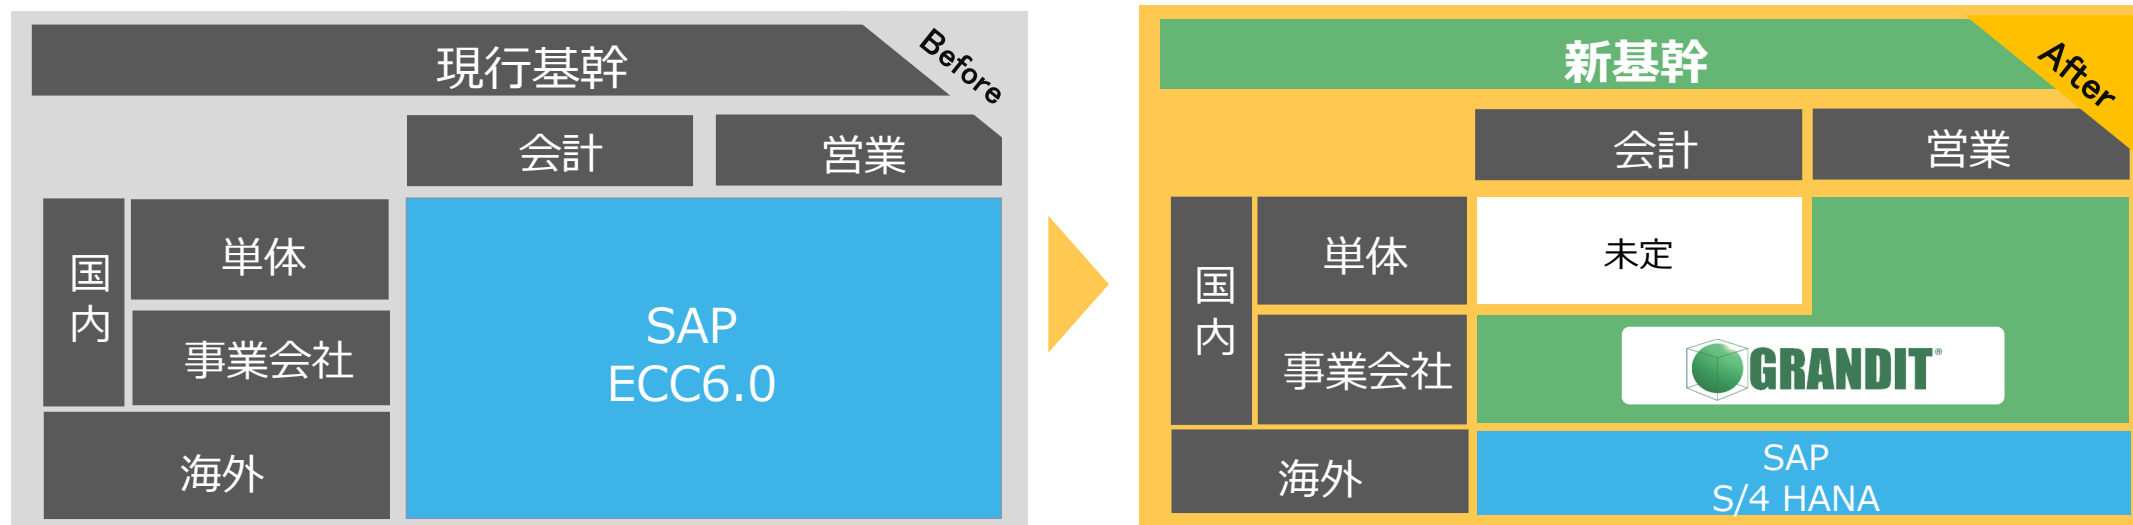 現行基幹
Before
会計
営業
国内
単体
事業会社
海外
SAP
ECC6.0
新基幹
After
会計
営業
国内
単体
未定
事業会社
GRANDIT®
海外
SAP
S/4 HANA